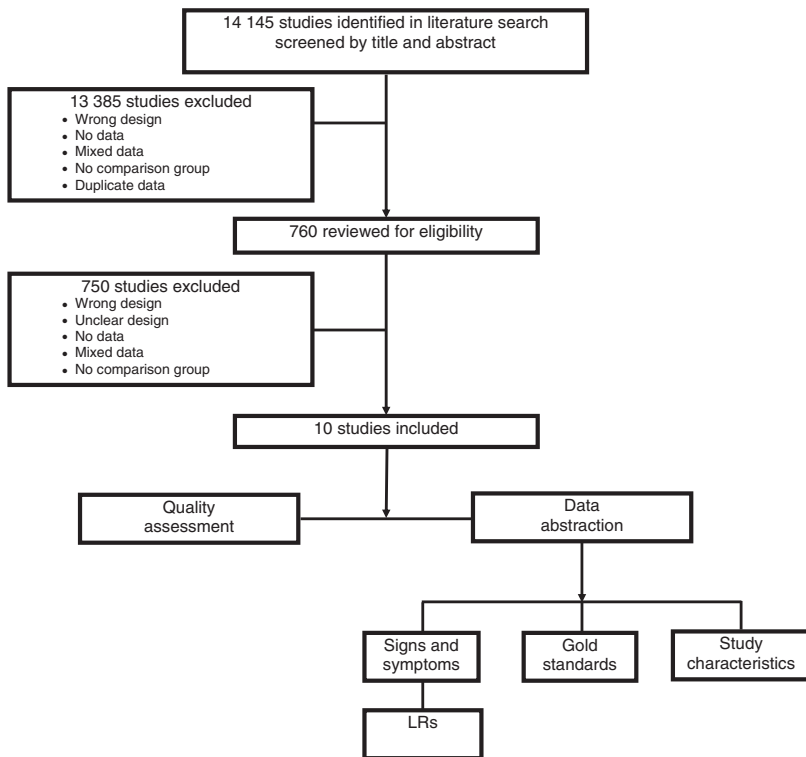 14 145 studies identified in literature search
screened by title and abstract
13 385 studies excluded
• Wrong design
• No data
• Mixed data
• No comparison group
• Duplicate data
760 reviewed for eligibility
750 studies excluded
• Wrong design
• Unclear design
• No data
• Mixed data
• No comparison group
10 studies included
Quality
assessment
Data
abstraction
Signs and
symptoms
Gold
standards
Study
characteristics
LRs